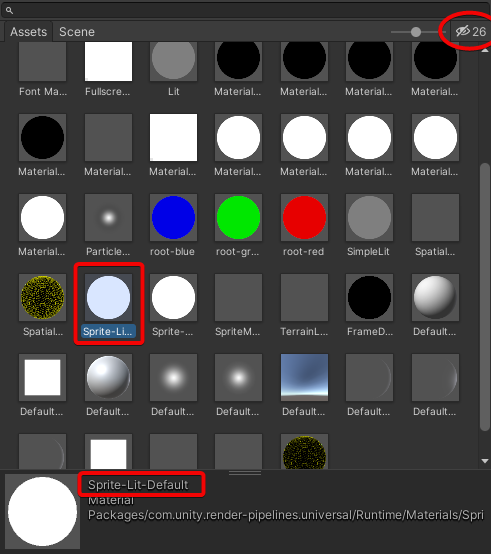 Assets Scene 26
Font Ma... Fullscre... Lit Material... Material... Material... Material...
Material... Material... Material... Material... Material... Material... Material...
Material... Particle... root-blue root-gr... root-red SimpleLit Spatial...
Spatial... Sprite-Li... Sprite-... SpriteM... TerrainL... FrameD... Default...
Default... Default... Default... Default... Default... Default... Default...
Sprite-Lit-Default
Material
Packages/com.unity.render-pipelines.universal/Runtime/Materials/Spri